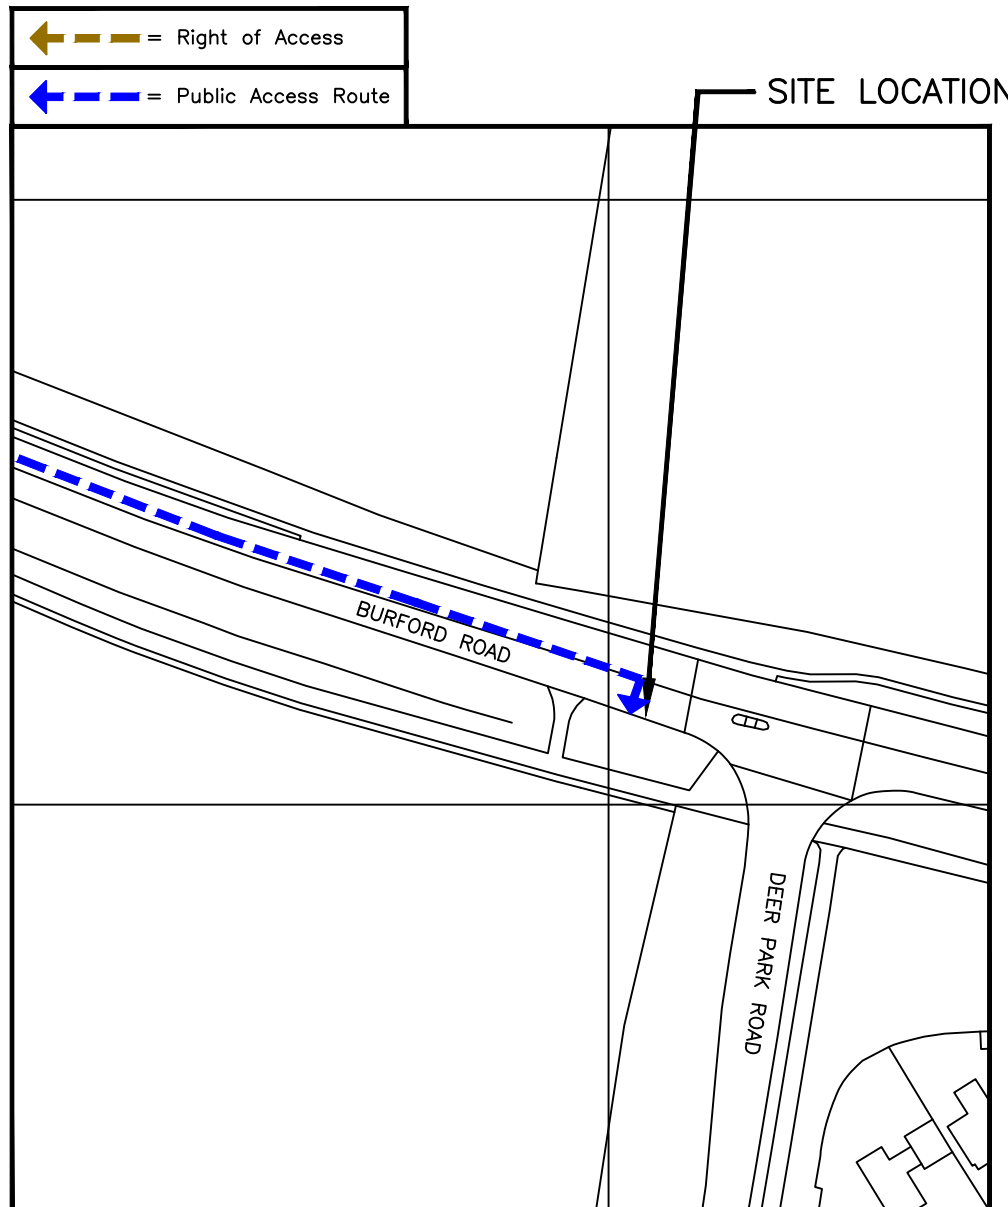 = Right of Access
= Public Access Route
SITE LOCATION
BURFORD ROAD
DEER PARK ROAD